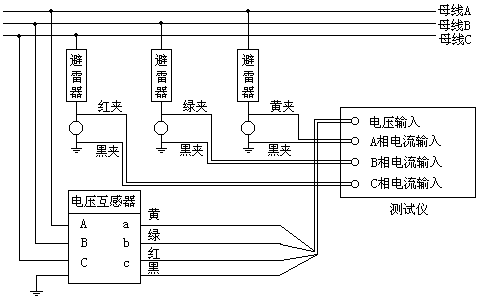 母线A
母线B
母线C
避雷器
避雷器
避雷器
红夹
绿夹
黄夹
黑夹
黑夹
黑夹
电压输入
A相电流输入
B相电流输入
C相电流输入
测试仪
电压互感器
A a
B b
C c
黄
绿
红
黑